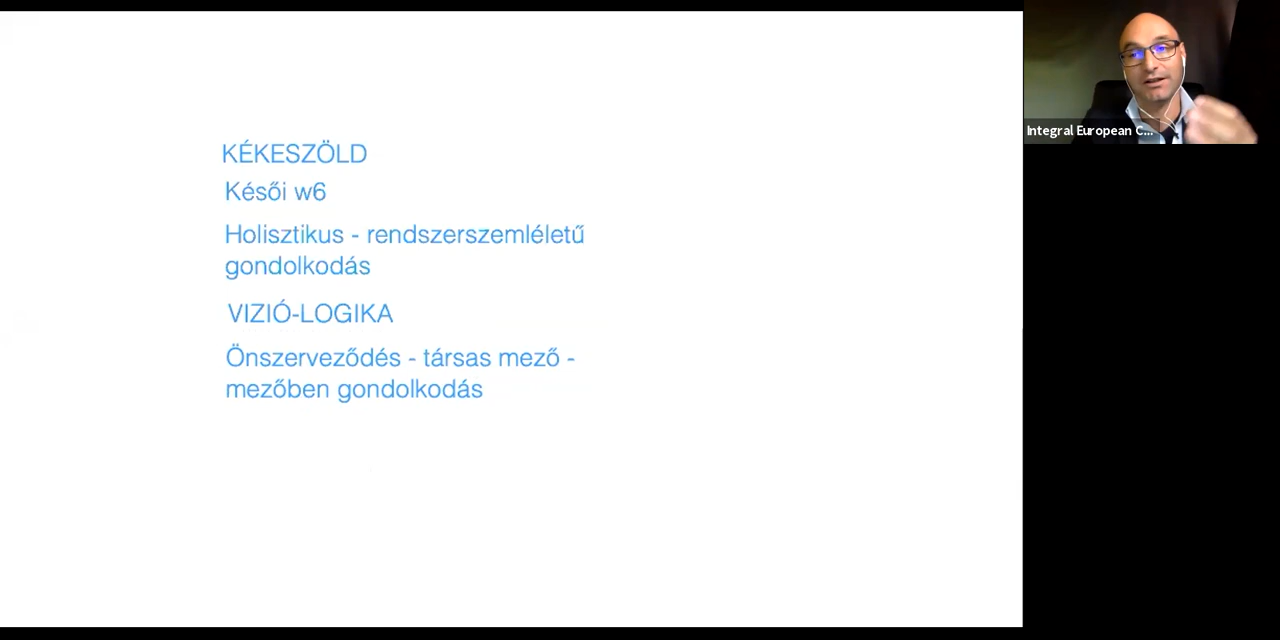 KÉKESZÖLD
Késői w6
Holisztikus - rendszerszemléletű
gondolkodás
VIZIÓ-LOGIKA
Önszerveződés - társas mező -
mezőben gondolkodás
Integral European C...